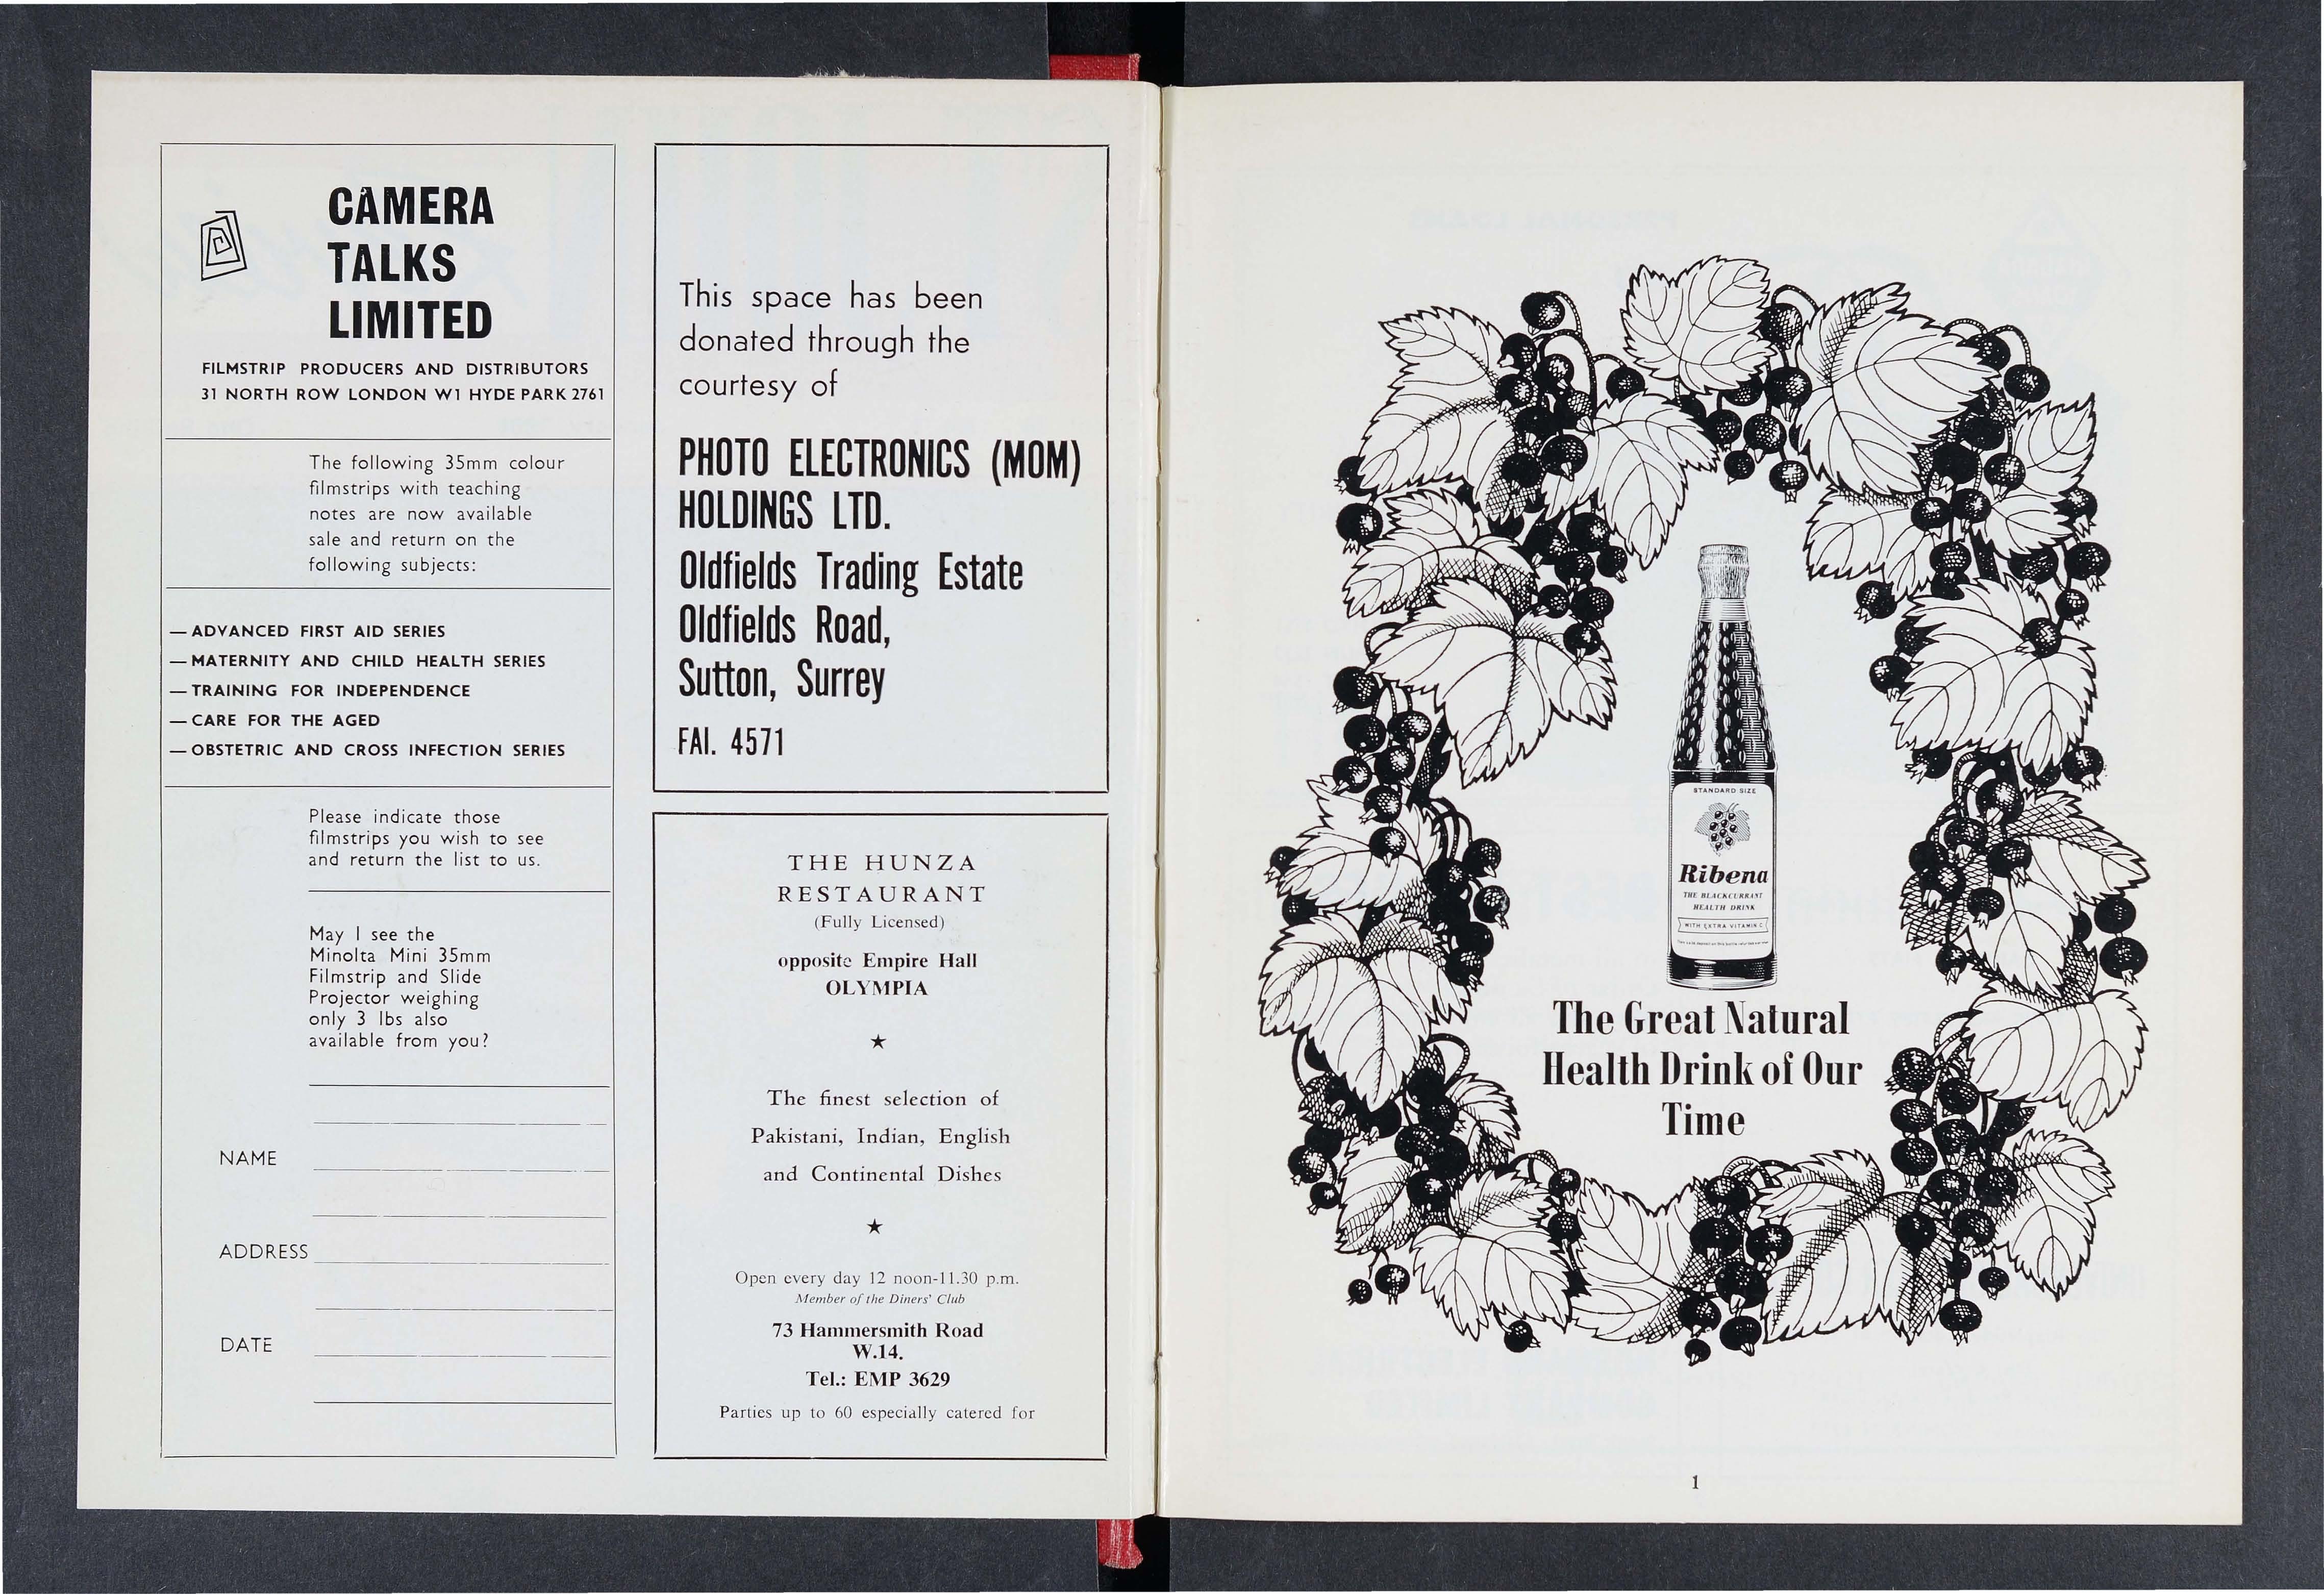 CAMERA
TALKS
LIMITED
FILMSTRIP PRODUCERS AND DISTRIBUTORS
31 NORTH ROW LONDON W1 HYDE PARK 2761
The following 35mm colour
filmstrips with teaching
notes are now available
sale and return on the
following subjects:
— ADVANCED FIRST AID SERIES
— MATERNITY AND CHILD HEALTH SERIES
— TRAINING FOR INDEPENDENCE
— CARE FOR THE AGED
— OBSTETRIC AND CROSS INFECTION SERIES
Please indicate those
filmstrips you wish to see
and return the list to us.
May I see the
Minolta Mini 35mm
Filmstrip and Slide
Projector weighing
only 3 lbs also
available from you?
NAME
ADDRESS
DATE
This space has been
donated through the
courtesy of
PHOTO ELECTRONICS (MOM)
HOLDINGS LTD.
Oldfields Trading Estate
Oldfields Road,
Sutton, Surrey
FAI. 4571
THE HUNZA
RESTAURANT
(Fully Licensed)
opposite Empire Hall
OLYMPIA
★
The finest selection of
Pakistani, Indian, English
and Continental Dishes
★
Open every day 12 noon-11.30 p.m.
Member of the Diners' Club
73 Hammersmith Road
W.14.
Tel.: EMP 3629
Parties up to 60 especially catered for
STANDARD SIZE
Ribena
THE BLACKCURRANT
HEALTH DRINK
WITH EXTRA VITAMIN C
The Great Natural
Health Drink of Our
Time
1